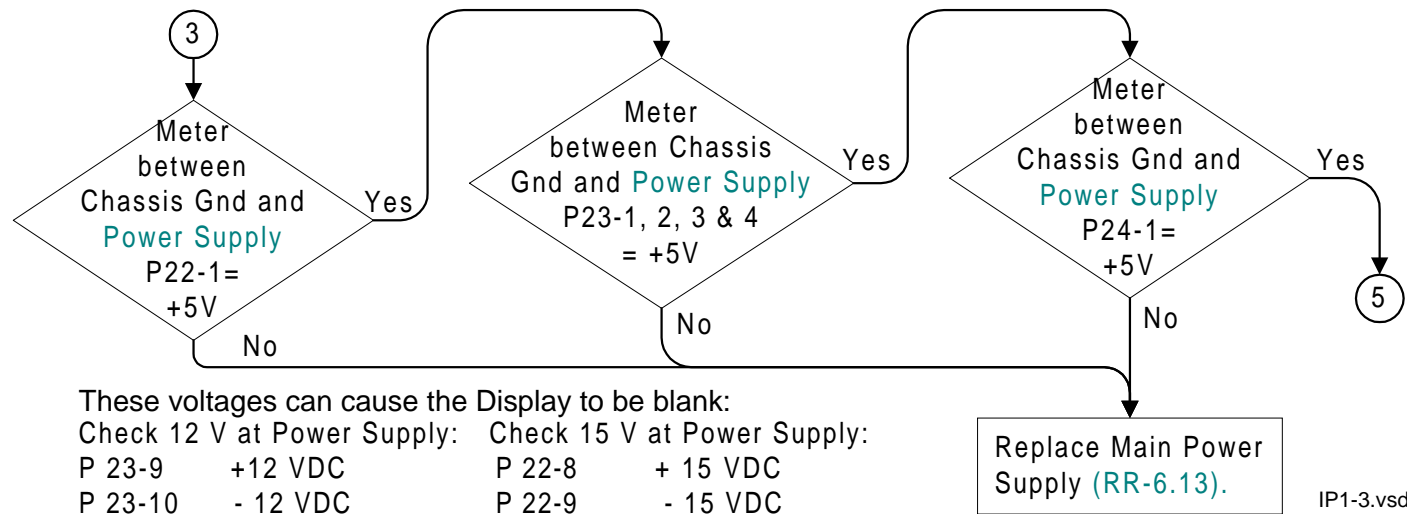 3
Meter
between
Chassis Gnd and
Power Supply
P22-1=
+5V
Yes
No
Meter
between Chassis
Gnd and Power Supply
P23-1, 2, 3 & 4
= +5V
Yes
No
Meter
between
Chassis Gnd and
Power Supply
P24-1=
+5V
Yes
No
5
These voltages can cause the Display to be blank:
Check 12 V at Power Supply: Check 15 V at Power Supply:
P 23-9 +12 VDC P 22-8 + 15 VDC
P 23-10 - 12 VDC P 22-9 - 15 VDC
Replace Main Power
Supply (RR-6.13).
IP1-3.vsd